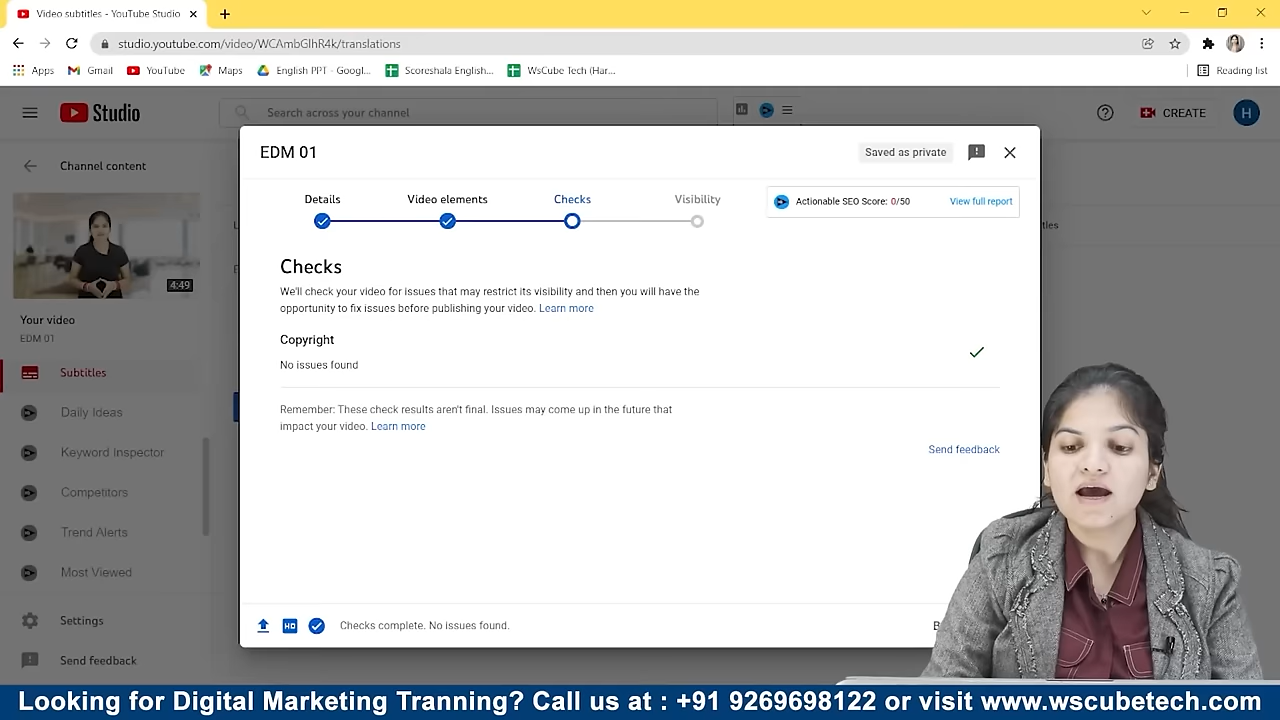 Video subtitles - YouTube Studio
studio.youtube.com/video/WCAmbGlhR4k/translations
Apps Gmail YouTube Maps English PPT - Googl... Scoreshala English... WsCube Tech (Har... Reading list
Studio Search across your channel CREATE H
Channel content
4:49
Your video
EDM 01
Subtitles
Daily Ideas
Keyword Inspector
Competitors
Trend Alerts
Most Viewed
Settings
Send feedback
EDM 01 Saved as private
Details Video elements Checks Visibility
Actionable SEO Score: 0/50 View full report
Checks
We'll check your video for issues that may restrict its visibility and then you will have the
opportunity to fix issues before publishing your video. Learn more
Copyright
No issues found
Remember: These check results aren't final. Issues may come up in the future that
impact your video. Learn more
Send feedback
HD Checks complete. No issues found.
Looking for Digital Marketing Tranning? Call us at : +91 9269698122 or visit www.wscubetech.com